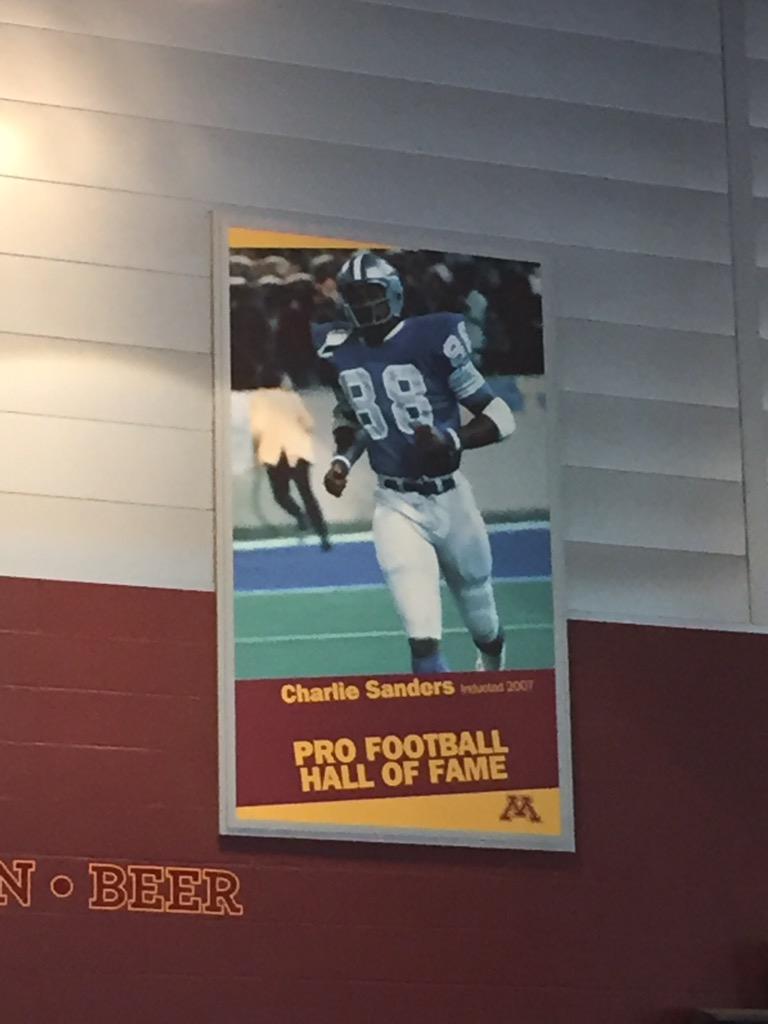 88
Charlie Sanders Inducted 2007
PRO FOOTBALL
HALL OF FAME
M
N • BEER